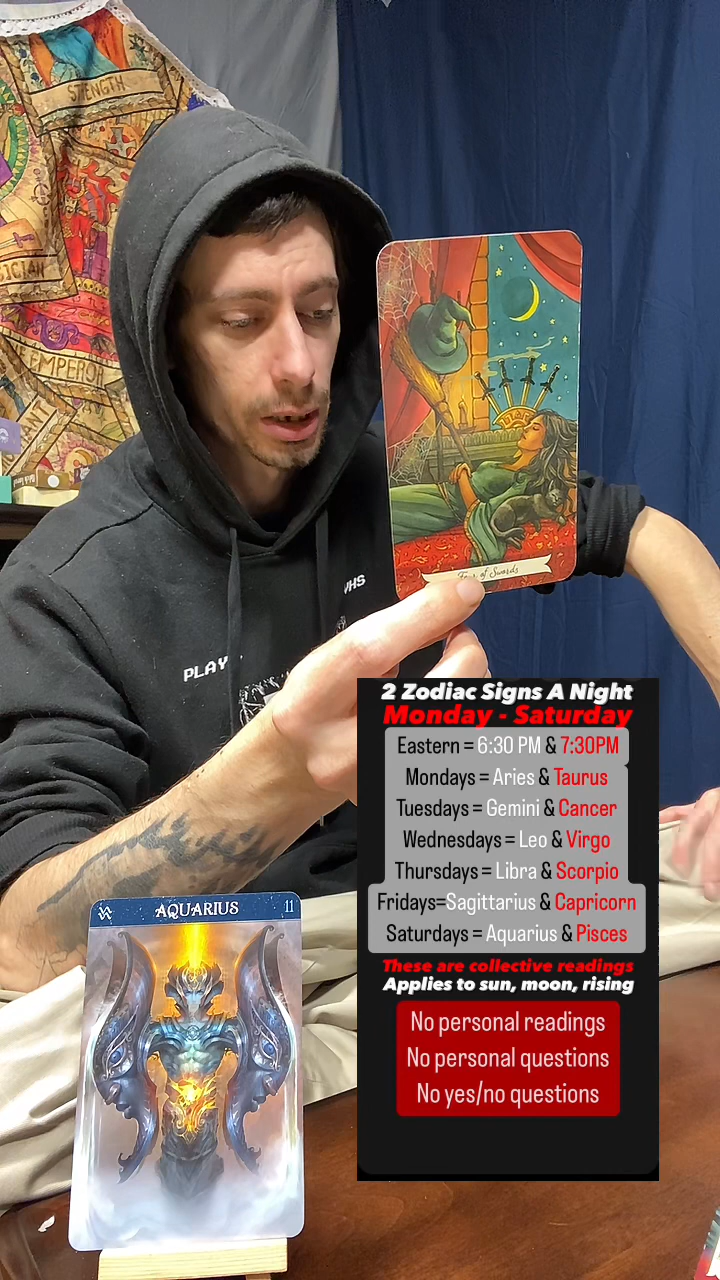 STRENGTH
EMPEROR
PLAY
VHS
Four of Swords
2 Zodiac Signs A Night
Monday - Saturday
Eastern = 6:30 PM & 7:30PM
Mondays = Aries & Taurus
Tuesdays = Gemini & Cancer
Wednesdays = Leo & Virgo
Thursdays = Libra & Scorpio
Fridays=Sagittarius & Capricorn
Saturdays = Aquarius & Pisces
These are collective readings
Applies to sun, moon, rising
No personal readings
No personal questions
No yes/no questions
AQUARIUS 11